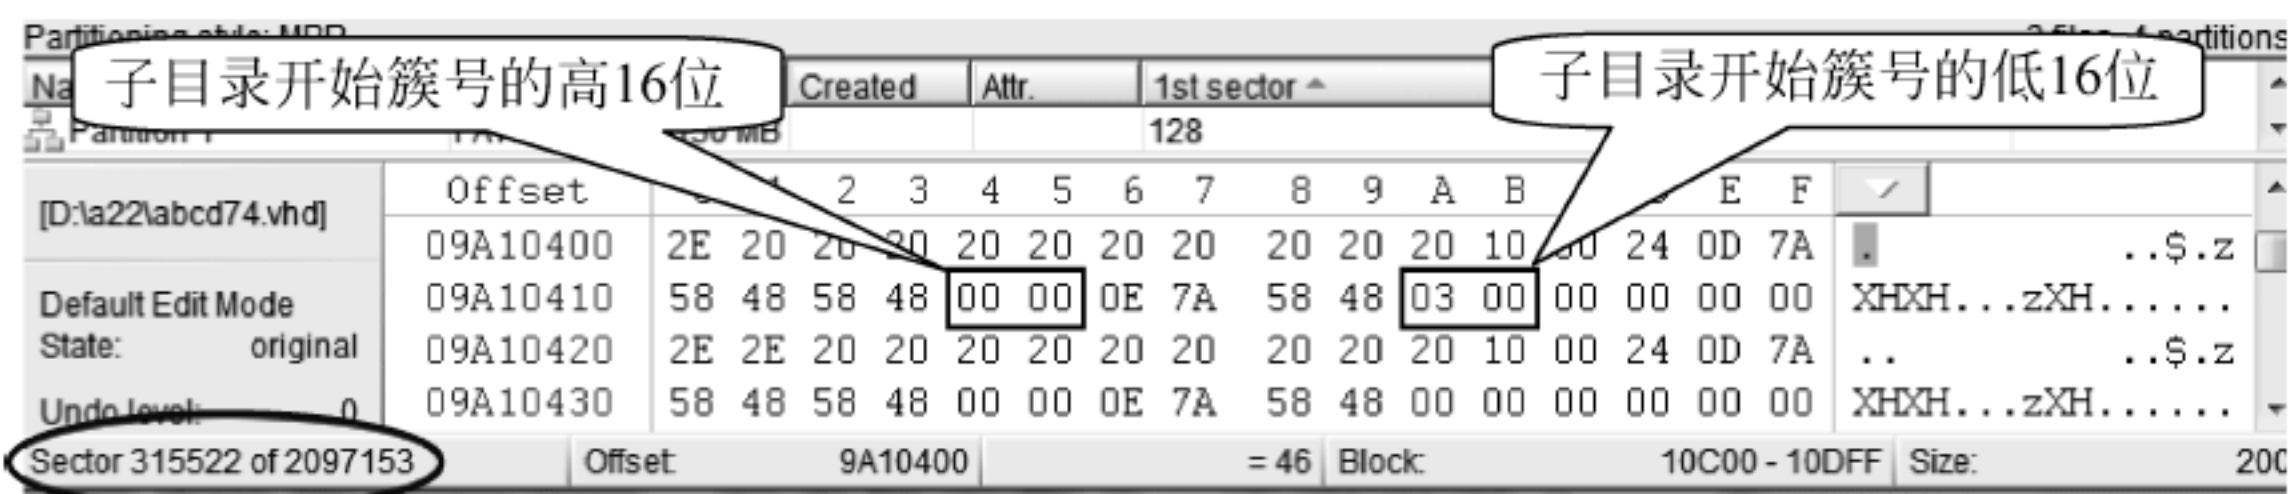 子目录开始簇号的高16位
子目录开始簇号的低16位
Created Attr. 1st sector
128
[D:\a22\abcd74.vhd]
Offset 2 3 4 5 6 7 8 9 A B E F
09A10400 2E 20 20 20 20 20 20 20 20 20 20 10 00 24 0D 7A . ..$.z
Default Edit Mode
09A10410 58 48 58 48 00 00 0E 7A 58 48 03 00 00 00 00 00 XHXH...zXH......
State: original
09A10420 2E 2E 20 20 20 20 20 20 20 20 20 10 00 24 0D 7A .. ..$.z
Undo level: 0
09A10430 58 48 58 48 00 00 0E 7A 58 48 00 00 00 00 00 00 XHXH...zXH......
Sector 315522 of 2097153 Offset: 9A10400 = 46 Block: 10C00 - 10DFF Size: 200